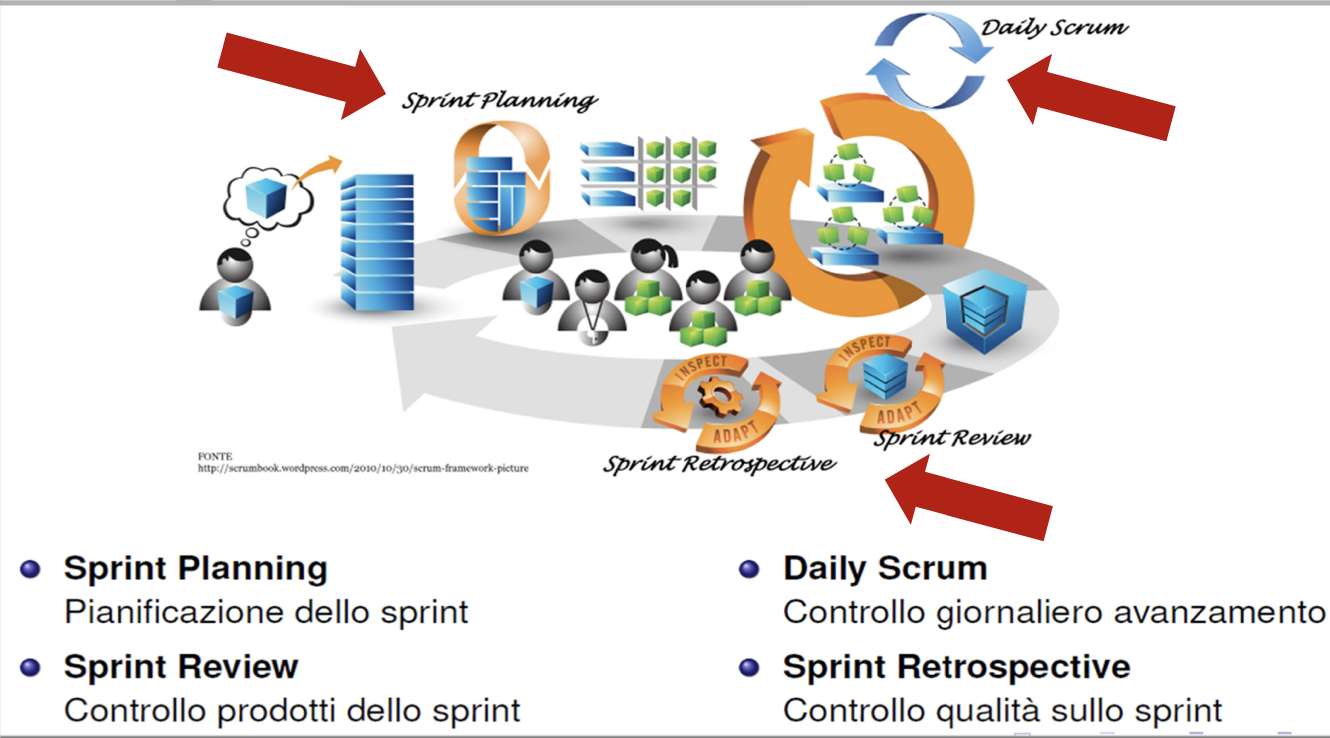 Daily Scrum
Sprint Planning
INSPECT
ADAPT
INSPECT
ADAPT
Sprint Review
Sprint Retrospective
FONTE
http://scrumbook.wordpress.com/2010/10/30/scrum-framework-picture
Sprint Planning
Pianificazione dello sprint
Sprint Review
Controllo prodotti dello sprint
Daily Scrum
Controllo giornaliero avanzamento
Sprint Retrospective
Controllo qualità sullo sprint